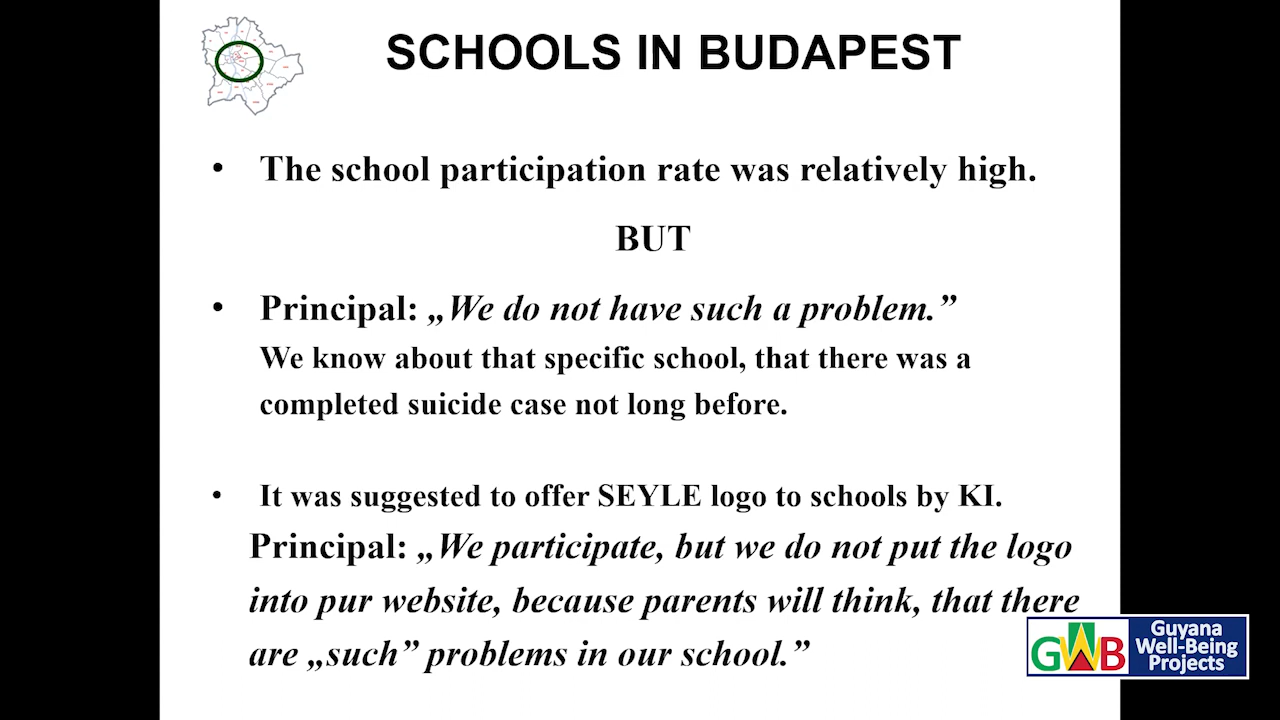 SCHOOLS IN BUDAPEST
• The school participation rate was relatively high.
BUT
• Principal: „We do not have such a problem.”
We know about that specific school, that there was a
completed suicide case not long before.
• It was suggested to offer SEYLE logo to schools by KI.
Principal: „We participate, but we do not put the logo
into pur website, because parents will think, that there
are „such” problems in our school.”
GWB
Guyana
Well-Being
Projects